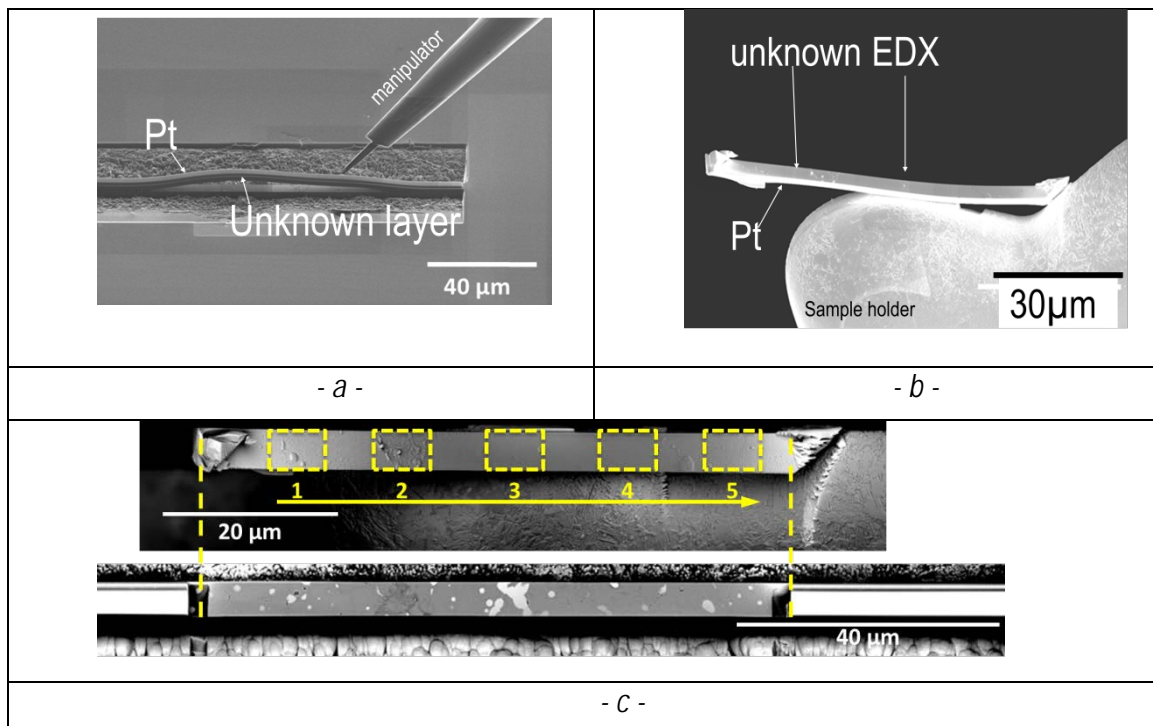 manipulator
Pt
Unknown layer
40 µm
unknown EDX
Pt
Sample holder
30µm
- a -
- b -
1 2 3 4 5
20 µm
40 µm
- c -